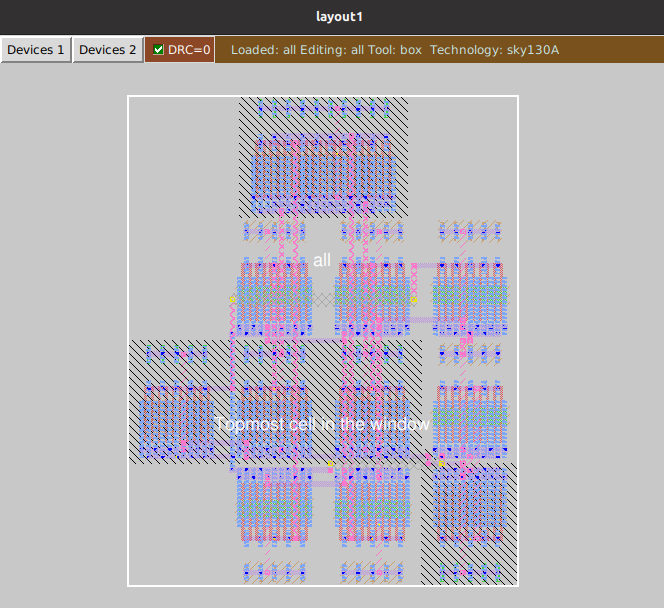 layout1
Devices 1 Devices 2 DRC=0 Loaded: all Editing: all Tool: box Technology: sky130A
all
Topmost cell in the window